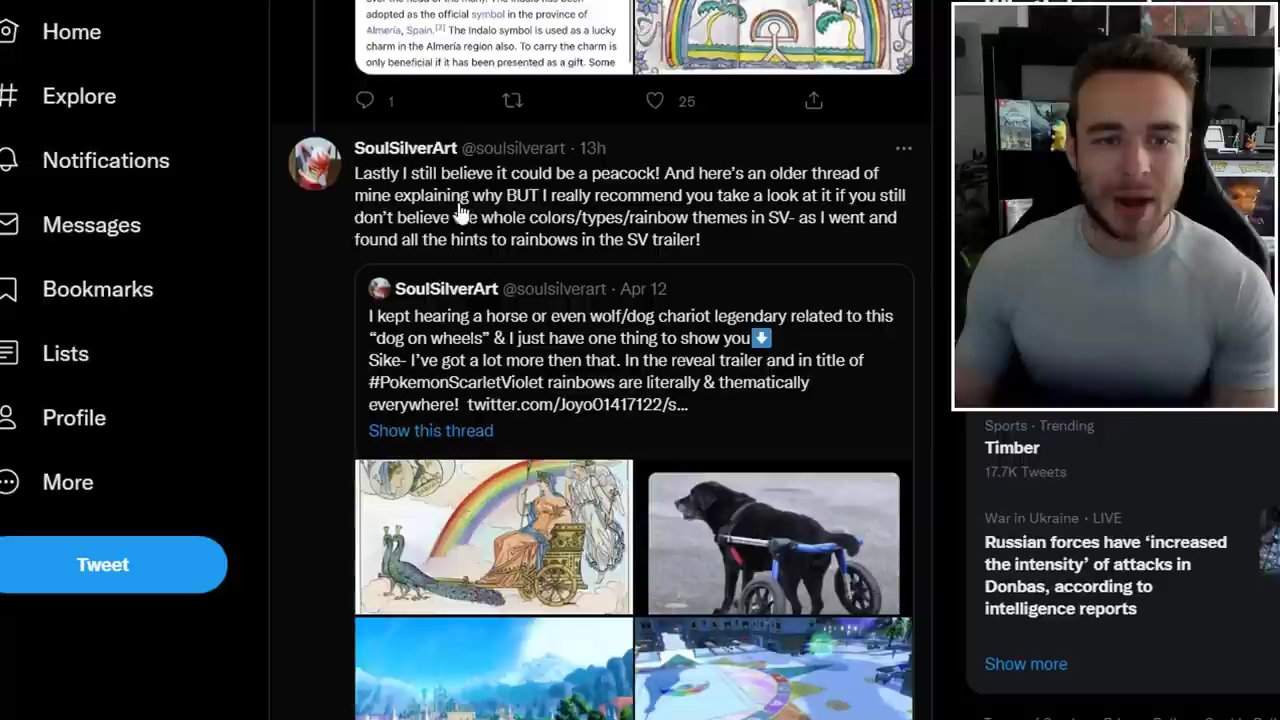 Home
Explore
Notifications
Messages
Bookmarks
Lists
Profile
More
Tweet
adopted as the official symbol in the province of
Almería, Spain.[2] The Indalo symbol is used as a lucky
charm in the Almería region also. To carry the charm is
only beneficial if it has been presented as a gift. Some
1
25
SoulSilverArt @soulsilverart · 13h
Lastly I still believe it could be a peacock! And here's an older thread of
mine explaining why BUT I really recommend you take a look at it if you still
don't believe the whole colors/types/rainbow themes in SV- as I went and
found all the hints to rainbows in the SV trailer!
SoulSilverArt @soulsilverart · Apr 12
I kept hearing a horse or even wolf/dog chariot legendary related to this
“dog on wheels” & I just have one thing to show you⬇️
Sike- I've got a lot more then that. In the reveal trailer and in title of
#PokemonScarletViolet rainbows are literally & thematically
everywhere! twitter.com/Joyo01417122/s...
Show this thread
Sports · Trending
Timber
17.7K Tweets
War in Ukraine · LIVE
Russian forces have ‘increased
the intensity’ of attacks in
Donbas, according to
intelligence reports
Show more